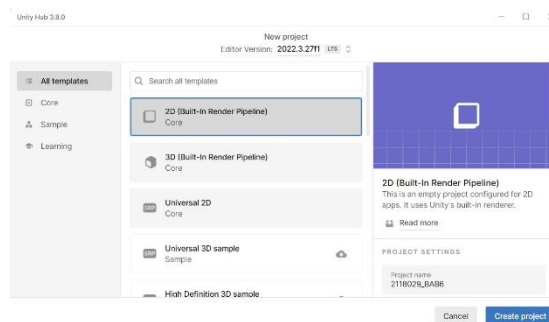 Unity Hub 3.8.0
New project
Editor Version: 2022.3.27f1 LTS
All templates
Core
Sample
Learning
Search all templates
2D (Built-In Render Pipeline)
Core
3D (Built-In Render Pipeline)
Core
SRP Universal 2D
Core
SRP Universal 3D sample
Sample
High Definition 3D sample
2D (Built-In Render Pipeline)
This is an empty project configured for 2D
apps. It uses Unity's built-in renderer.
Read more
PROJECT SETTINGS
Project name
2118029_BAB6
Cancel
Create project